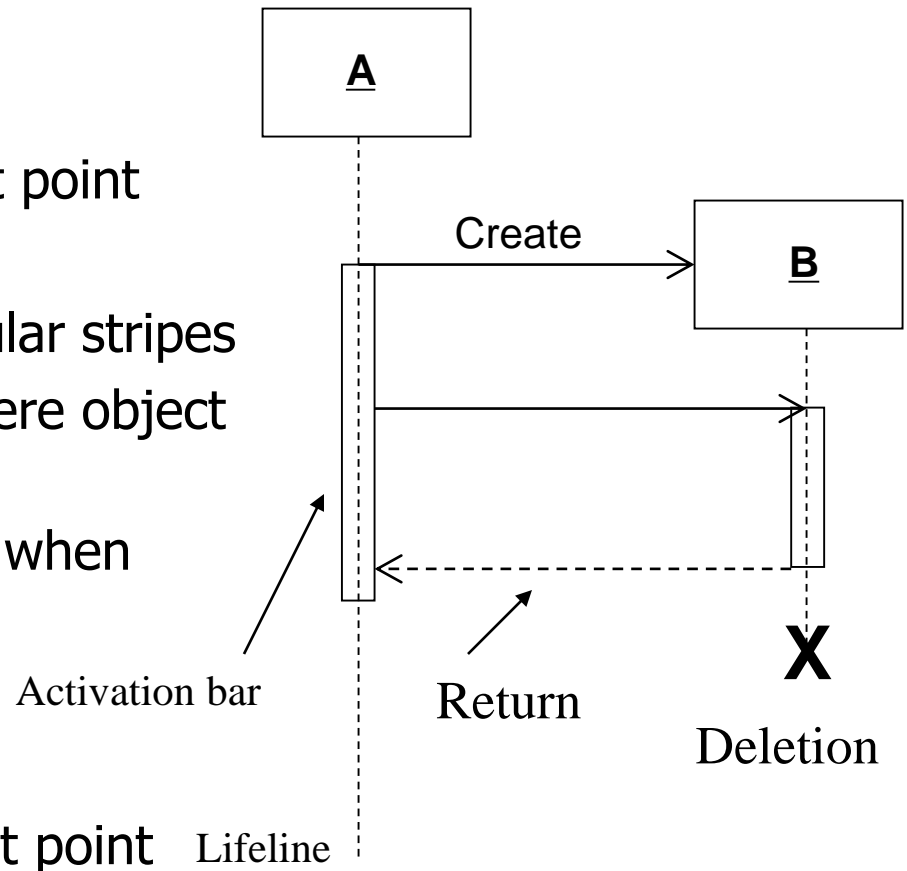 A
t point
Create
B
ular stripes
ere object
when
Activation bar
Return
X
Deletion
t point
Lifeline